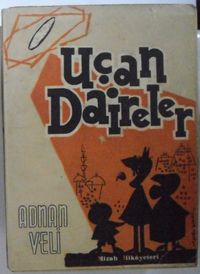 Uçan
Daireler
ADNAN
VELİ
Mizah Hikâyeleri